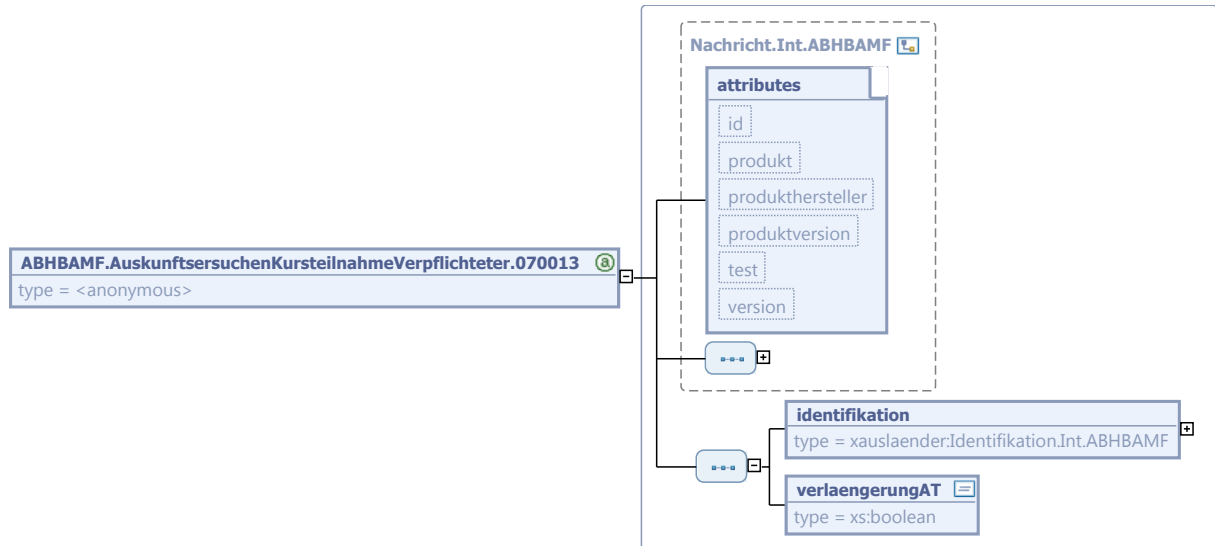 Nachricht.Int.ABHBAMF
attributes
id
produkt
produkthersteller
produktversion
test
version
ABHBAMF.AuskunftsersuchenKursteilnahmeVerpflichteter.070013 a
type = <anonymous>
identifikation
type = xauslaender:Identifikation.Int.ABHBAMF
verlaengerungAT
type = xs:boolean